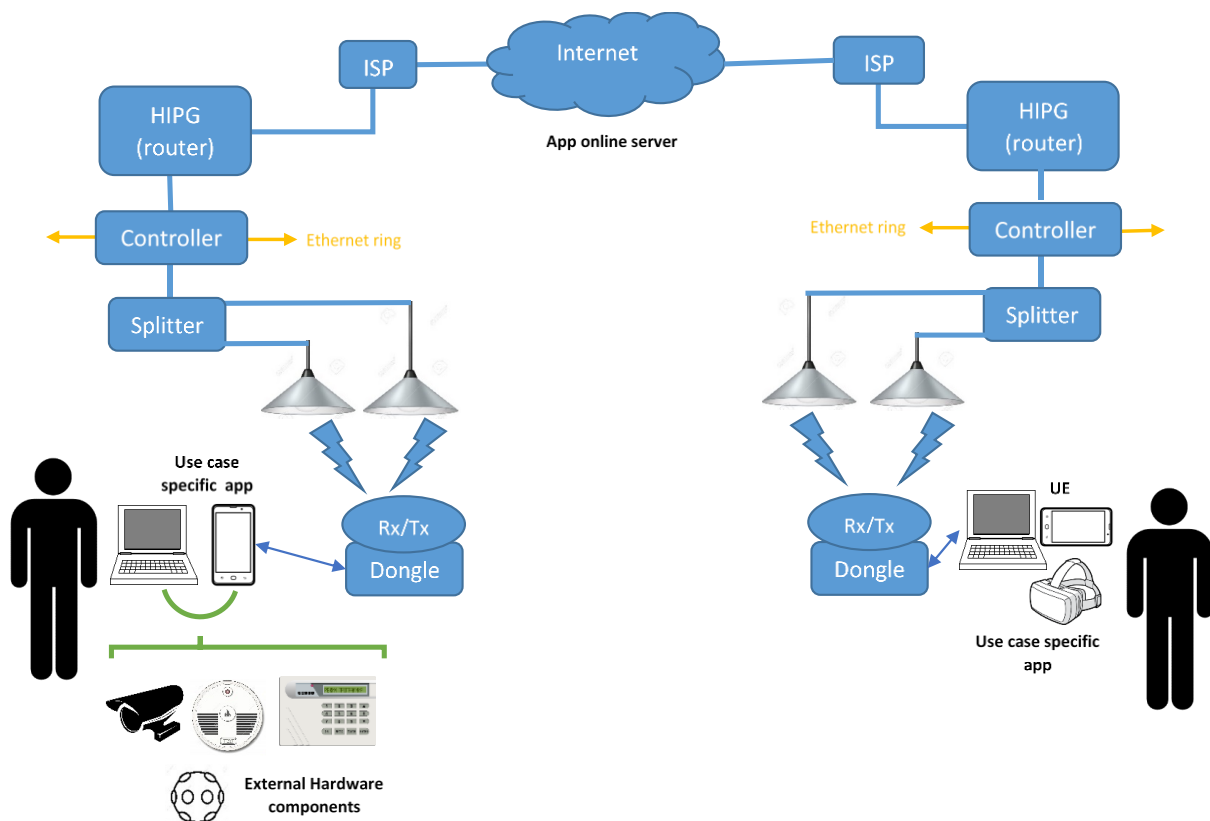 Internet
ISP
ISP
HIPG
(router)
HIPG
(router)
App online server
Controller
Ethernet ring
Ethernet ring
Controller
Splitter
Splitter
Use case
specific  app
UE
Rx/Tx
Dongle
Rx/Tx
Dongle
Use case specific
app
External Hardware
components